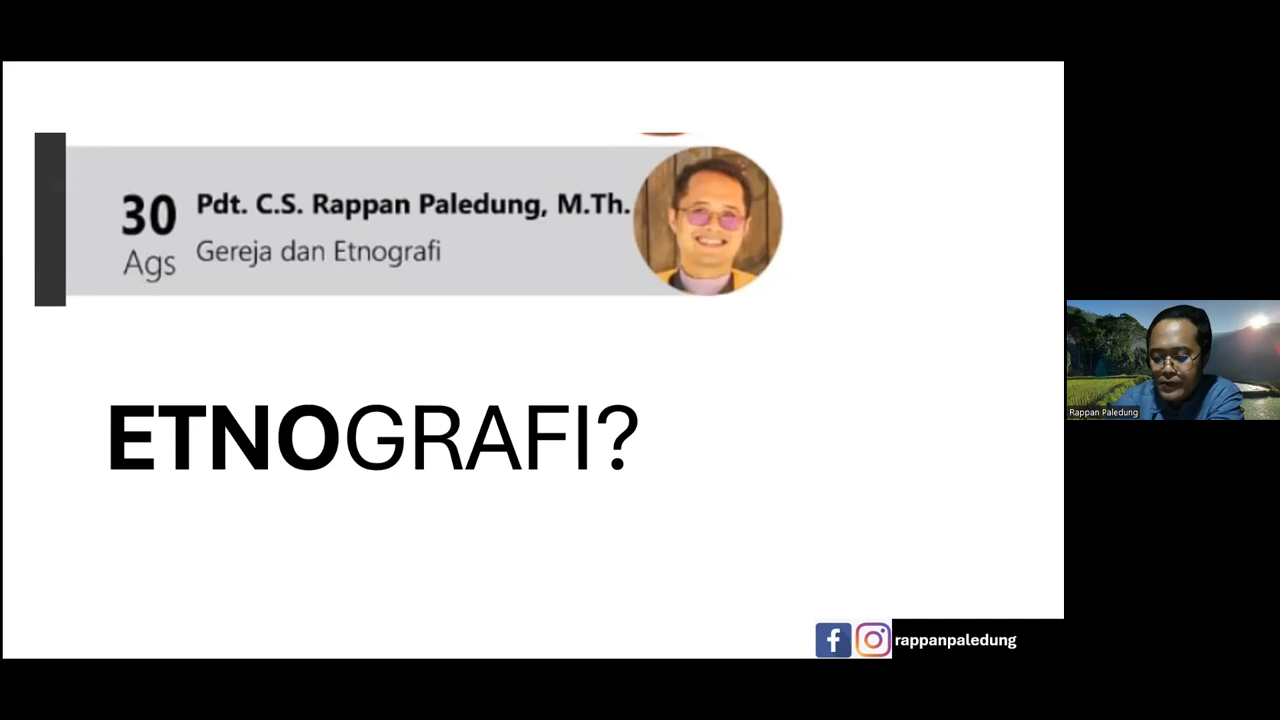 30
Ags
Pdt. C.S. Rappan Paledung, M.Th.
Gereja dan Etnografi
ETNOGRAFI?
Rappan Paledung
rappanpaledung